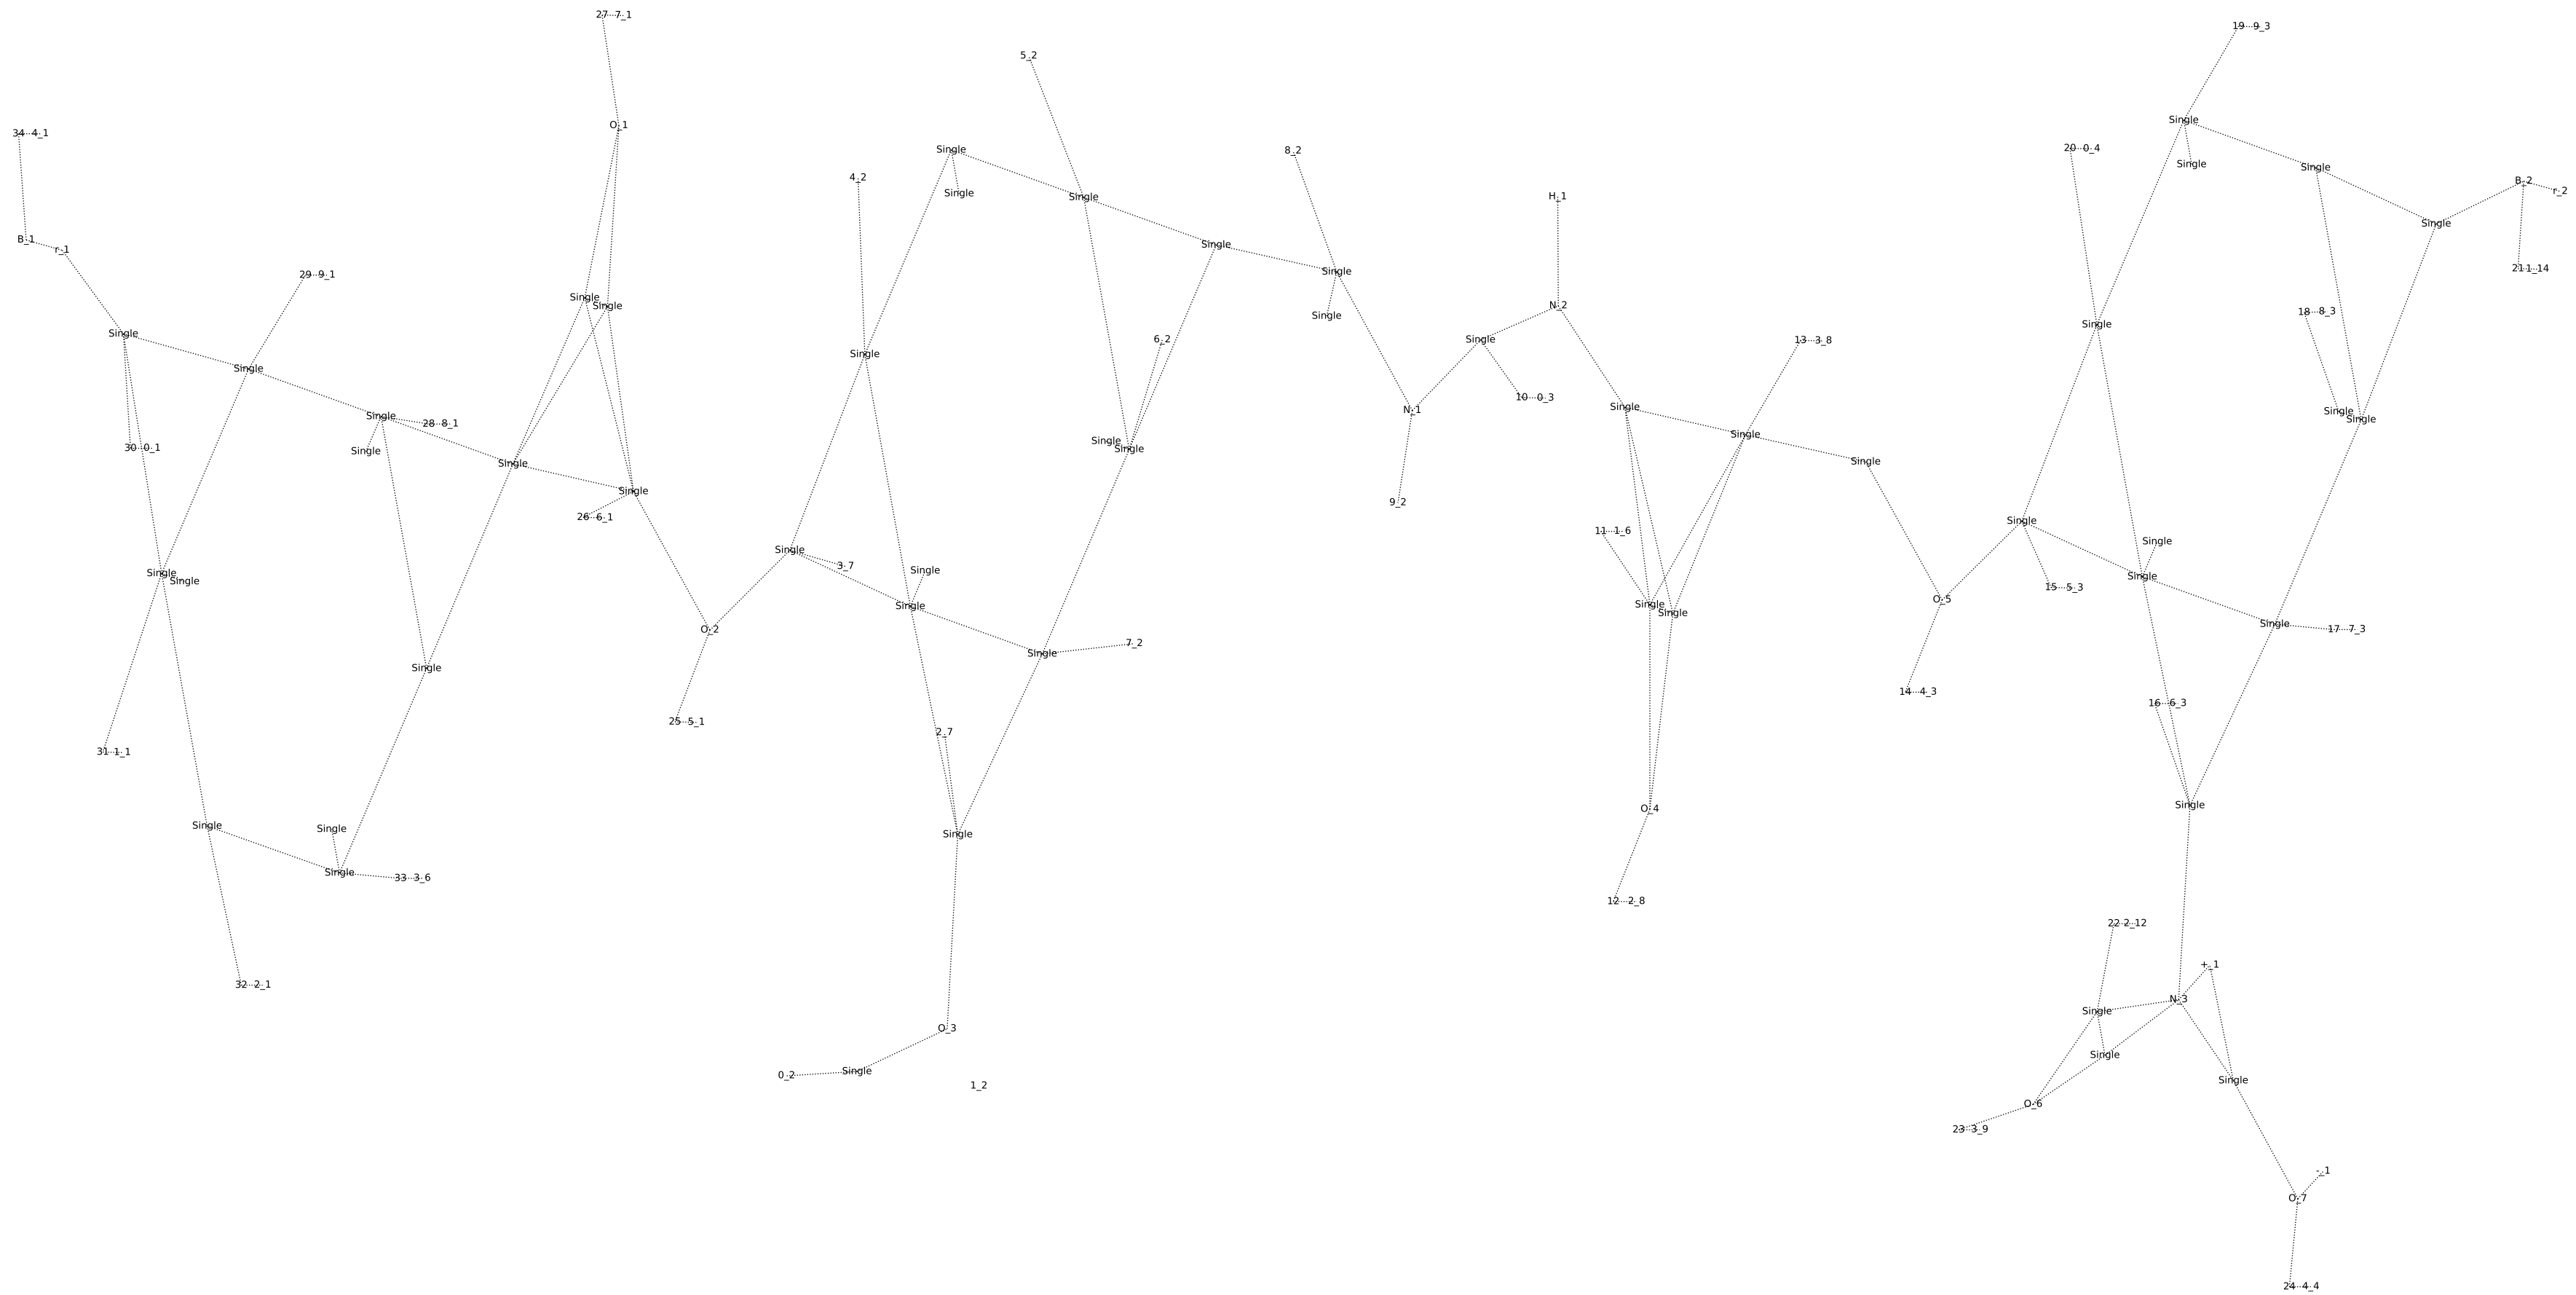 27 7_1
19 9_3
5_2
Single
O_1
34 4_1
Single
8_2
20 0_4
Single
Single
4_2
B_2
r_2
Single
Single
H_1
Single
B_1
r_1
Single
211_14
Single
29 9_1
Single
Single
N_2
18 8_3
Single
Single
Single
Single
6_2
Single
13 3_8
Single
Single
10 0_3
Single
N_1
Single
Single
Single
28 8_1
Single
Single
30 0_1
Single
Single
Single
Single
Single
9_2
26 6_1
Single
11 1_6
Single
Single
3_7
Single
Single
Single
Single
15 5_3
O_5
Single
Single
Single
Single
17 7_3
O_2
7_2
Single
Single
14 4_3
16 6_3
25 5_1
2_7
31 1_1
Single
O_4
Single
Single
Single
Single
33 3_6
12 2_8
22 2_12
+_1
32 2_1
N_3
Single
O_3
Single
0_2
Single
Single
1_2
O_6
23 3_9
-_1
O_7
24 4_4